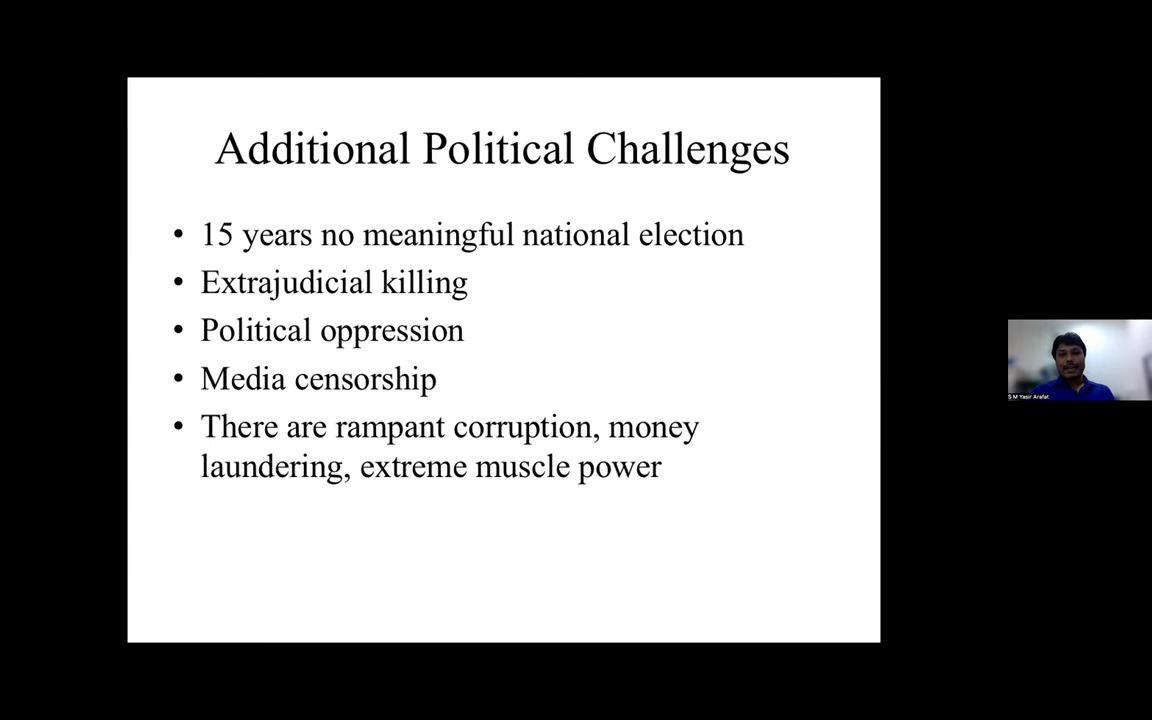 Additional Political Challenges
• 15 years no meaningful national election
• Extrajudicial killing
• Political oppression
• Media censorship
• There are rampant corruption, money
laundering, extreme muscle power
S M Yasir Arafat